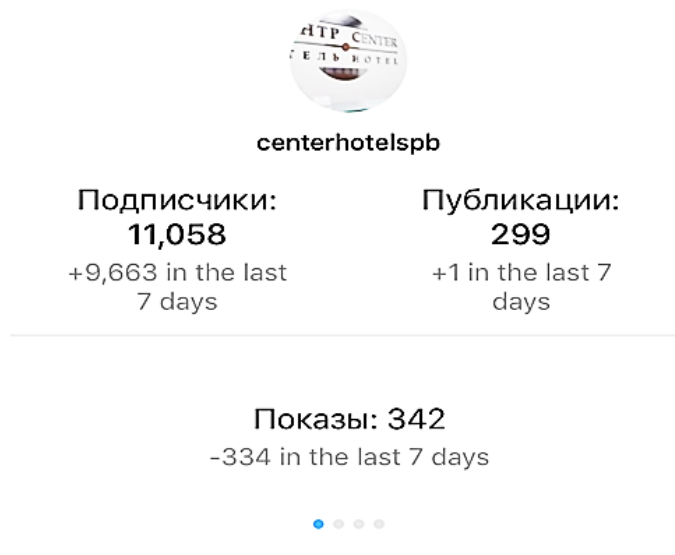 НТР CENTER
ЕЛЬ HOTEL
centerhotelspb
Подписчики:
11,058
+9,663 in the last
7 days
Публикации:
299
+1 in the last 7
days
Показы: 342
-334 in the last 7 days